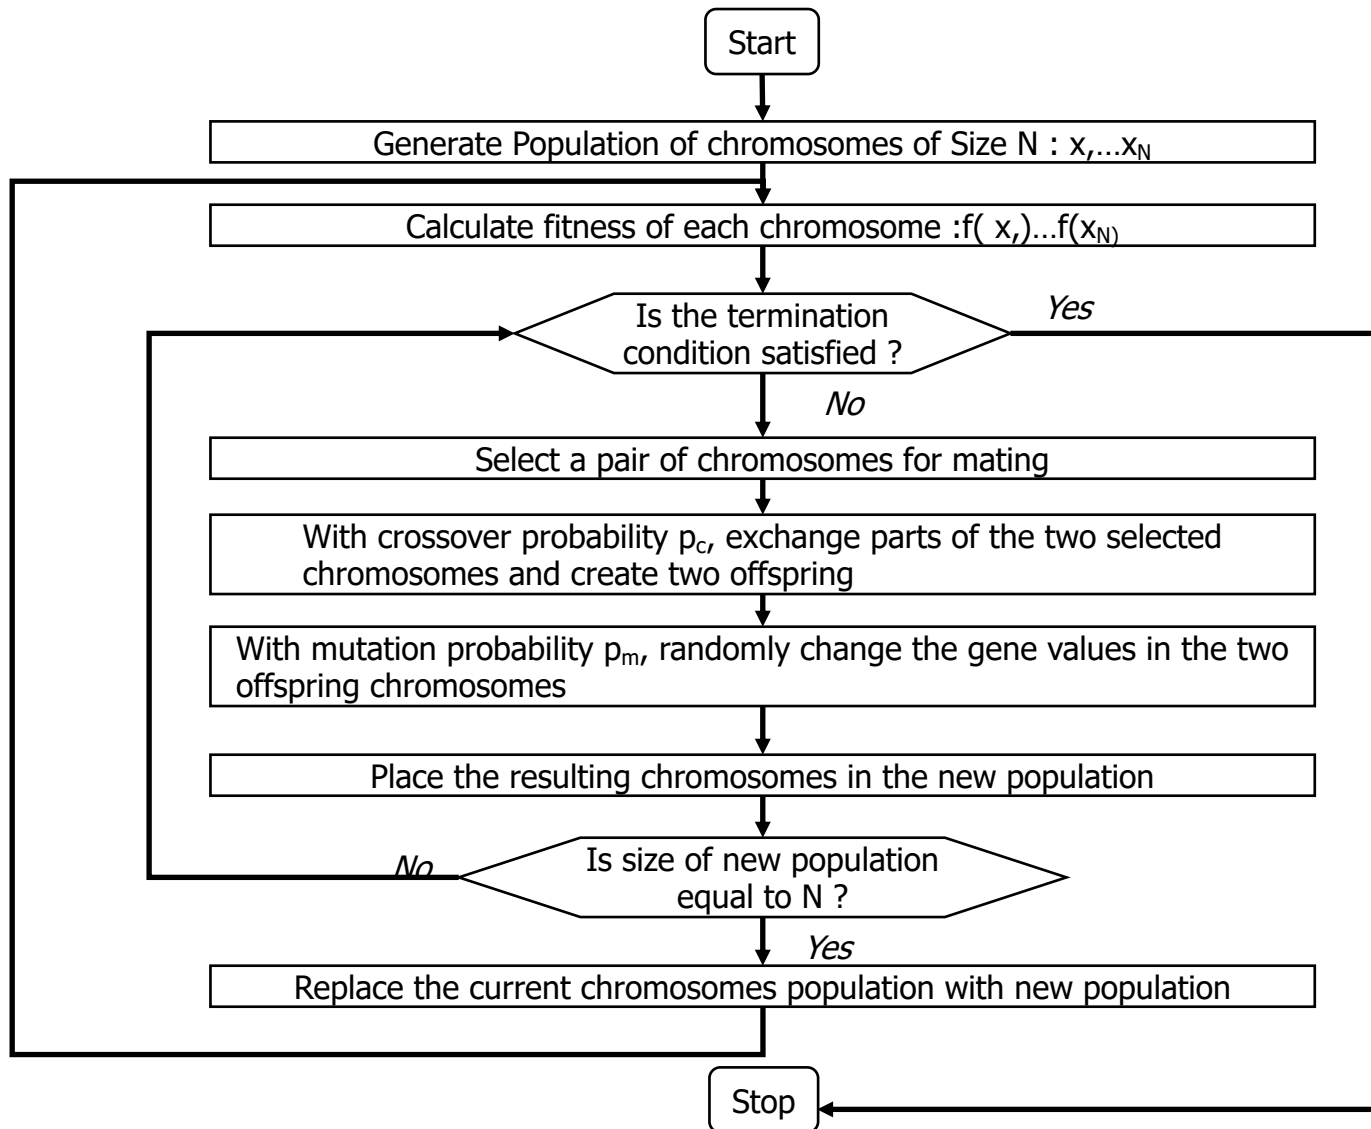 Start
Generate Population of chromosomes of Size N : x,...x_N
Calculate fitness of each chromosome :f( x,)...f(x_N)
Is the termination
condition satisfied ?
Yes
No
Select a pair of chromosomes for mating
With crossover probability p_c, exchange parts of the two selected
chromosomes and create two offspring
With mutation probability p_m, randomly change the gene values in the two
offspring chromosomes
Place the resulting chromosomes in the new population
Is size of new population
equal to N ?
No
Yes
Replace the current chromosomes population with new population
Stop